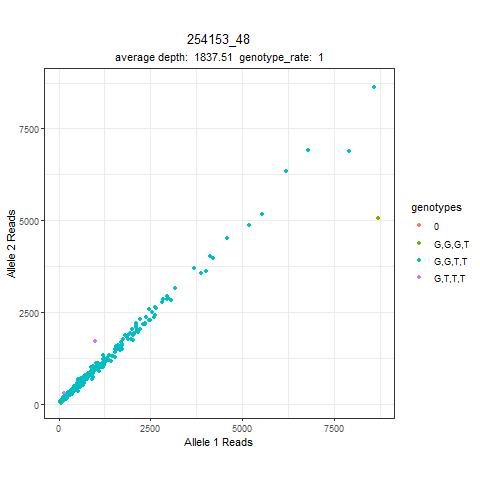 254153_48
average depth:  1837.51  genotype_rate:  1
7500
5000
2500
0
0
2500
5000
7500
Allele 2 Reads
Allele 1 Reads
genotypes
0
G,G,G,T
G,G,T,T
G,T,T,T